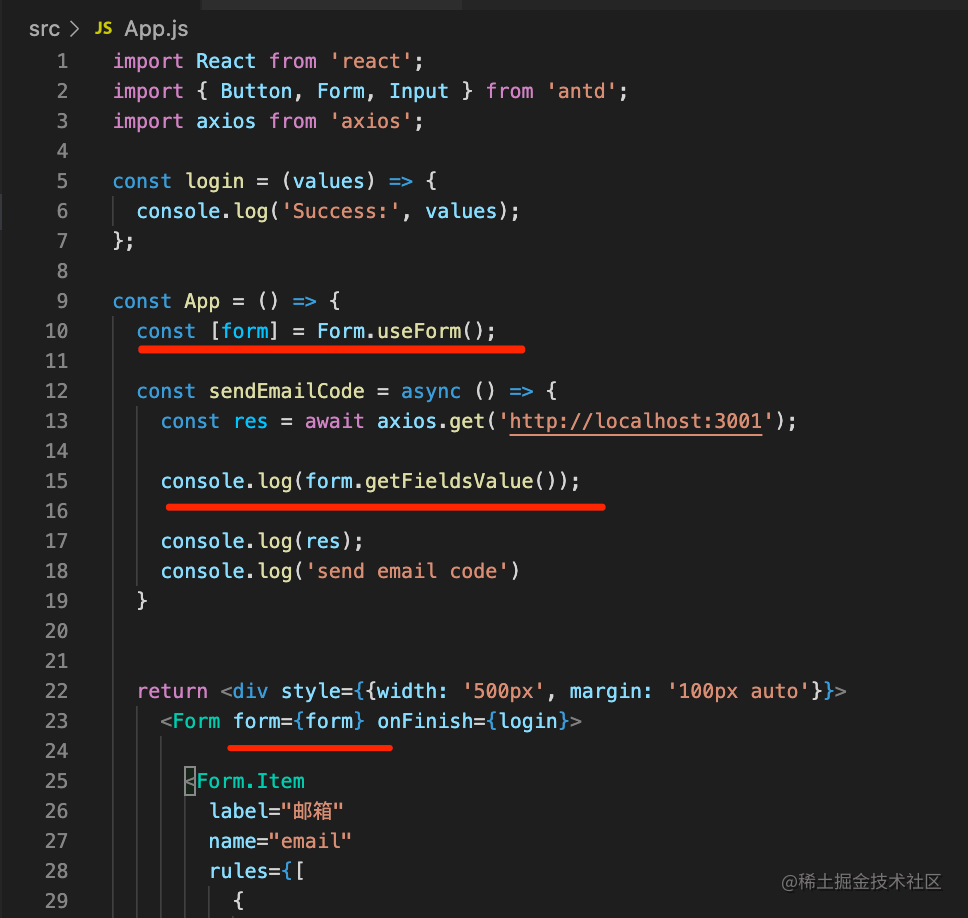 src > JS App.js
1 import React from 'react';
2 import { Button, Form, Input } from 'antd';
3 import axios from 'axios';
4
5 const login = (values) => {
6   console.log('Success:', values);
7 };
8
9 const App = () => {
10   const [form] = Form.useForm();
11
12   const sendEmailCode = async () => {
13     const res = await axios.get('http://localhost:3001');
14
15     console.log(form.getFieldsValue());
16
17     console.log(res);
18     console.log('send email code')
19   }
20
21
22   return <div style={{width: '500px', margin: '100px auto'}}>
23     <Form form={form} onFinish={login}>
24
25       <Form.Item
26         label="邮箱"
27         name="email"
28         rules={[
29           {
@稀土掘金技术社区